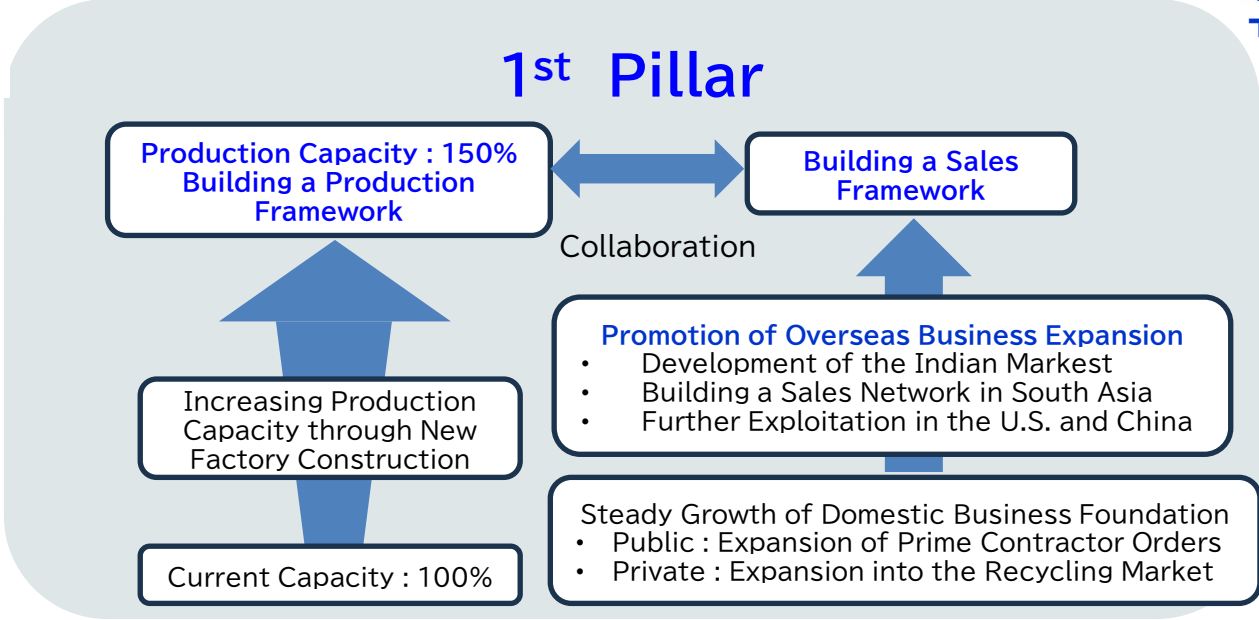 1st Pillar
Production Capacity : 150%
Building a Production
Framework
Building a Sales
Framework
Collaboration
Promotion of Overseas Business Expansion
• Development of the Indian Markest
• Building a Sales Network in South Asia
• Further Exploitation in the U.S. and China
Increasing Production
Capacity through New
Factory Construction
Steady Growth of Domestic Business Foundation
• Public : Expansion of Prime Contractor Orders
• Private : Expansion into the Recycling Market
Current Capacity : 100%